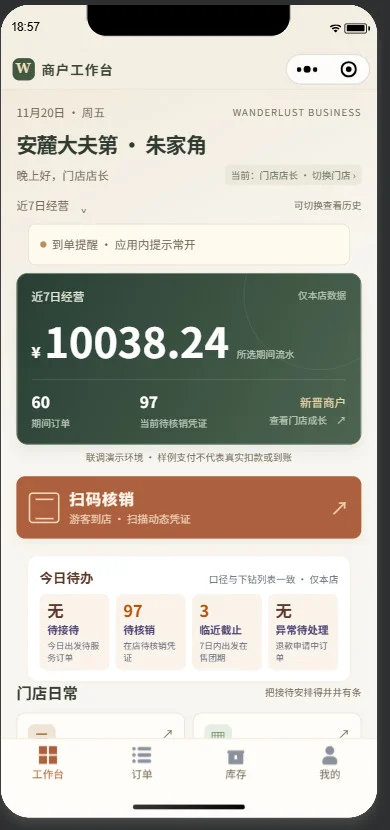 18:57
W 商户工作台
11月20日 · 周五 WANDERLUST BUSINESS
安麓大夫第 · 朱家角
晚上好，门店店长 当前：门店店长 · 切换门店 ›
近7日经营 可切换查看历史
到单提醒 · 应用内提示常开
近7日经营 仅本店数据
¥10038.24 所选期间流水
60 97 新晋商户
期间订单 当前待核销凭证 查看门店成长 ↗
联调演示环境 · 样例支付不代表真实扣款或到账
扫码核销
游客到店 · 扫描动态凭证
今日待办 口径与下钻列表一致 · 仅本店
无 97 3 无
待接待 待核销 临近截止 异常待处理
今日出发待服务订单
在店待核销凭证
7日内出发在售团期
退款申请中订单
门店日常 把接待安排得井井有条
工作台 订单 库存 我的